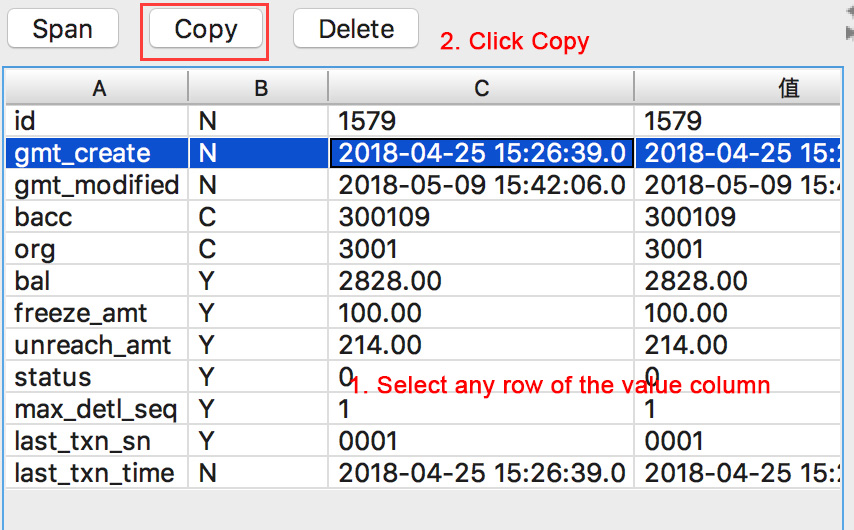 Span Copy Delete
2. Click Copy
A B C 值
id N 1579 1579
gmt_create N 2018-04-25 15:26:39.0 2018-04-25 15:2
gmt_modified N 2018-05-09 15:42:06.0 2018-05-09 15:4
bacc C 300109 300109
org C 3001 3001
bal Y 2828.00 2828.00
freeze_amt Y 100.00 100.00
unreach_amt Y 214.00 214.00
status Y 0 0
1. Select any row of the value column
max_detl_seq Y 1 1
last_txn_sn Y 0001 0001
last_txn_time N 2018-04-25 15:26:39.0 2018-04-25 15:2